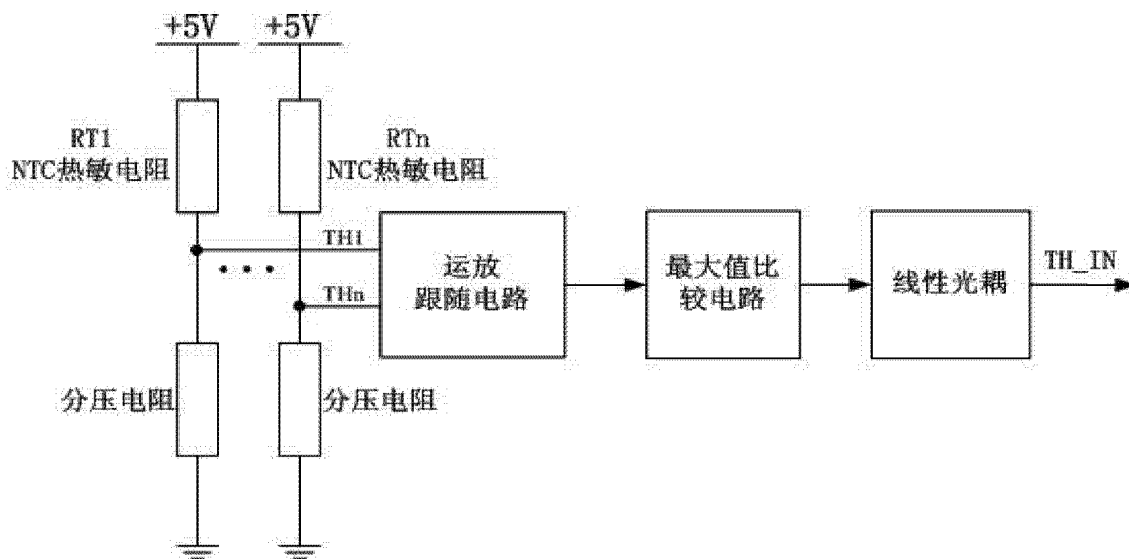 +5V
+5V
RT1
NTC热敏电阻
RTn
NTC热敏电阻
TH1
THn
运放
跟随电路
最大值比
较电路
线性光耦
TH_IN
分压电阻
分压电阻